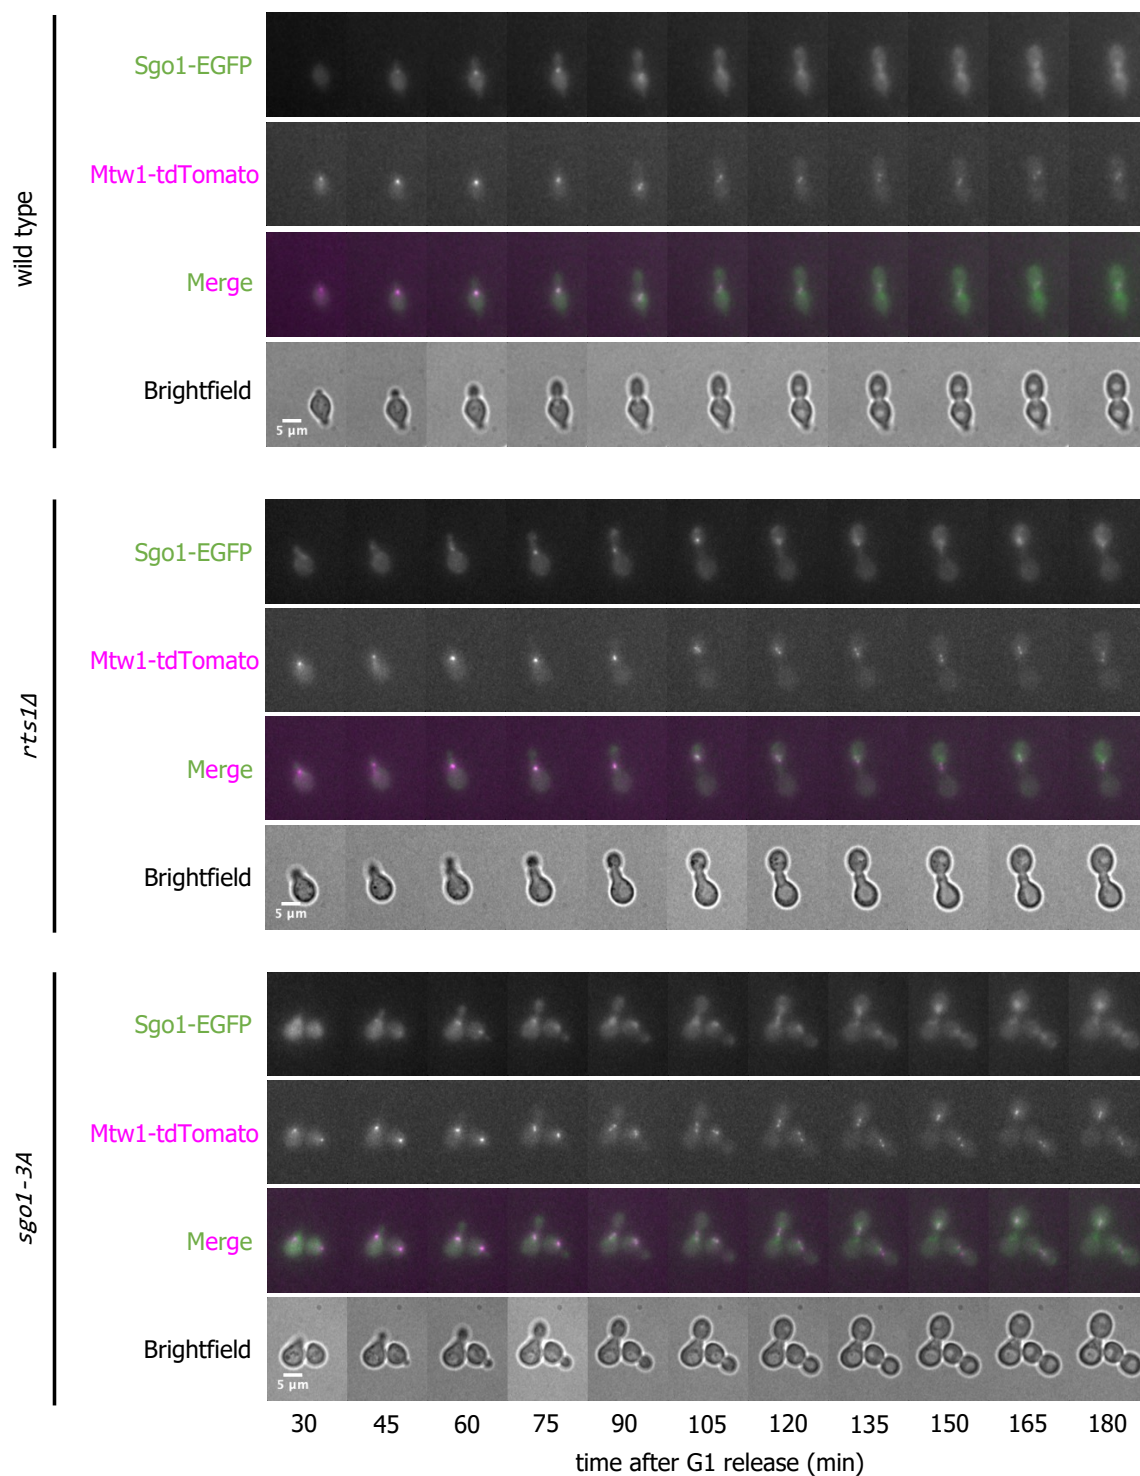 wild type
Sgo1-EGFP
Mtw1-tdTomato
Merge
Brightfield
5 µm
rts1Δ
Sgo1-EGFP
Mtw1-tdTomato
Merge
Brightfield
5 µm
sgo1-3A
Sgo1-EGFP
Mtw1-tdTomato
Merge
Brightfield
5 µm
30 45 60 75 90 105 120 135 150 165 180
time after G1 release (min)